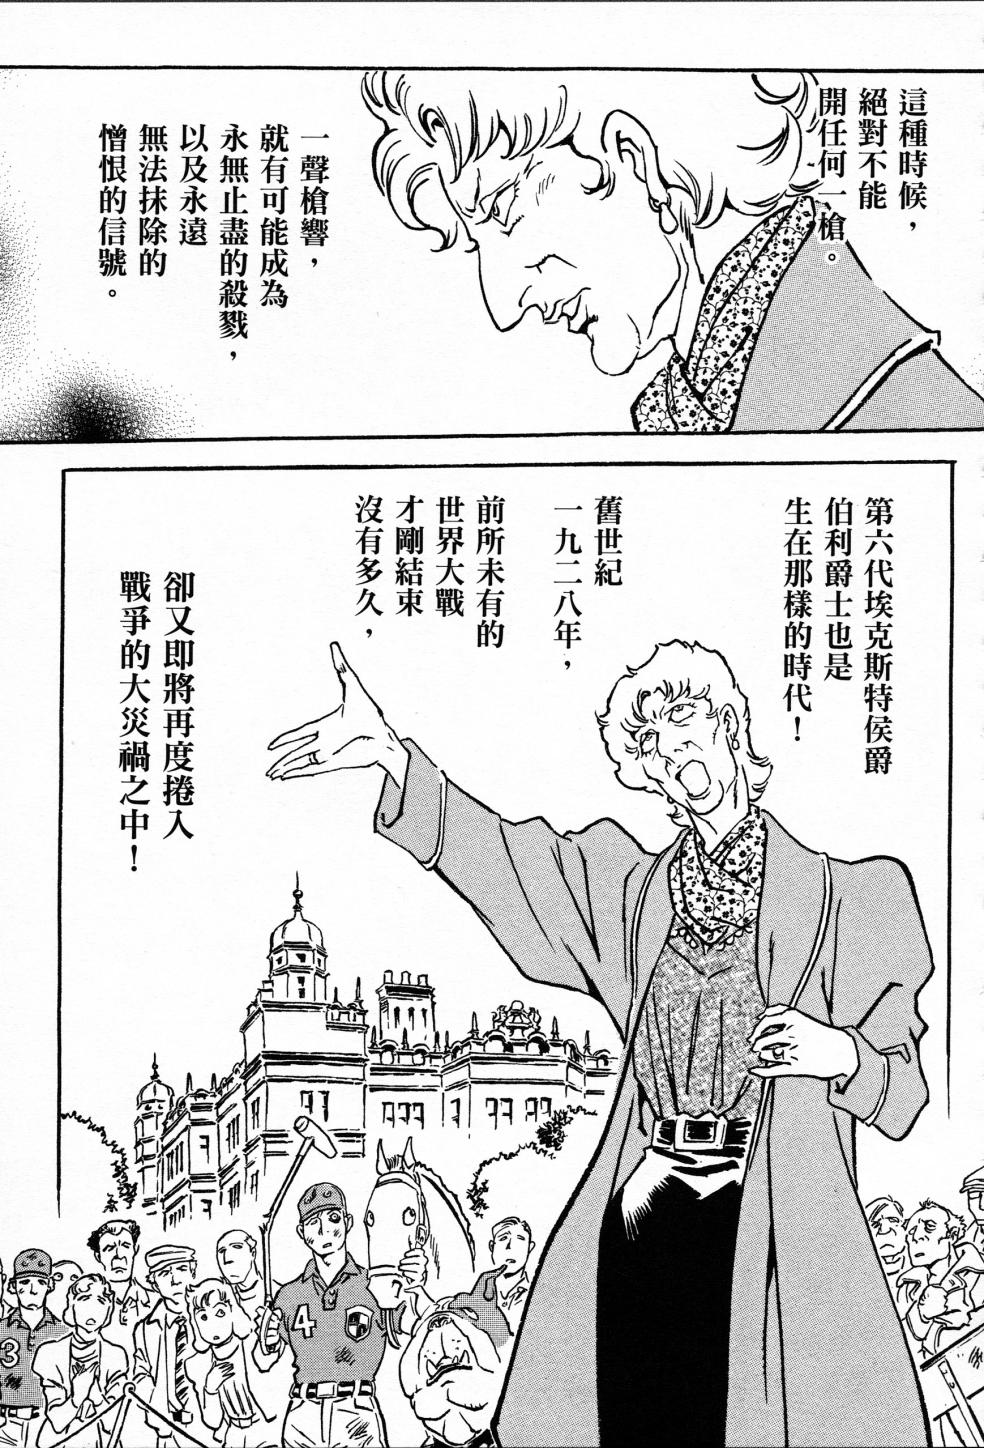 這種時候，
絕對不能
開任何一槍。
一聲槍響，
就有可能成為
永無止盡的殺戮，
以及永遠
無法抹除的
憎恨的信號。
第六代埃克斯特侯爵
伯利爵士也是
生在那樣的時代！
舊世紀
一九二八年，
前所未有的
世界大戰
才剛結束
沒有多久，
卻又即將再度捲入
戰爭的大災禍之中！
4
3